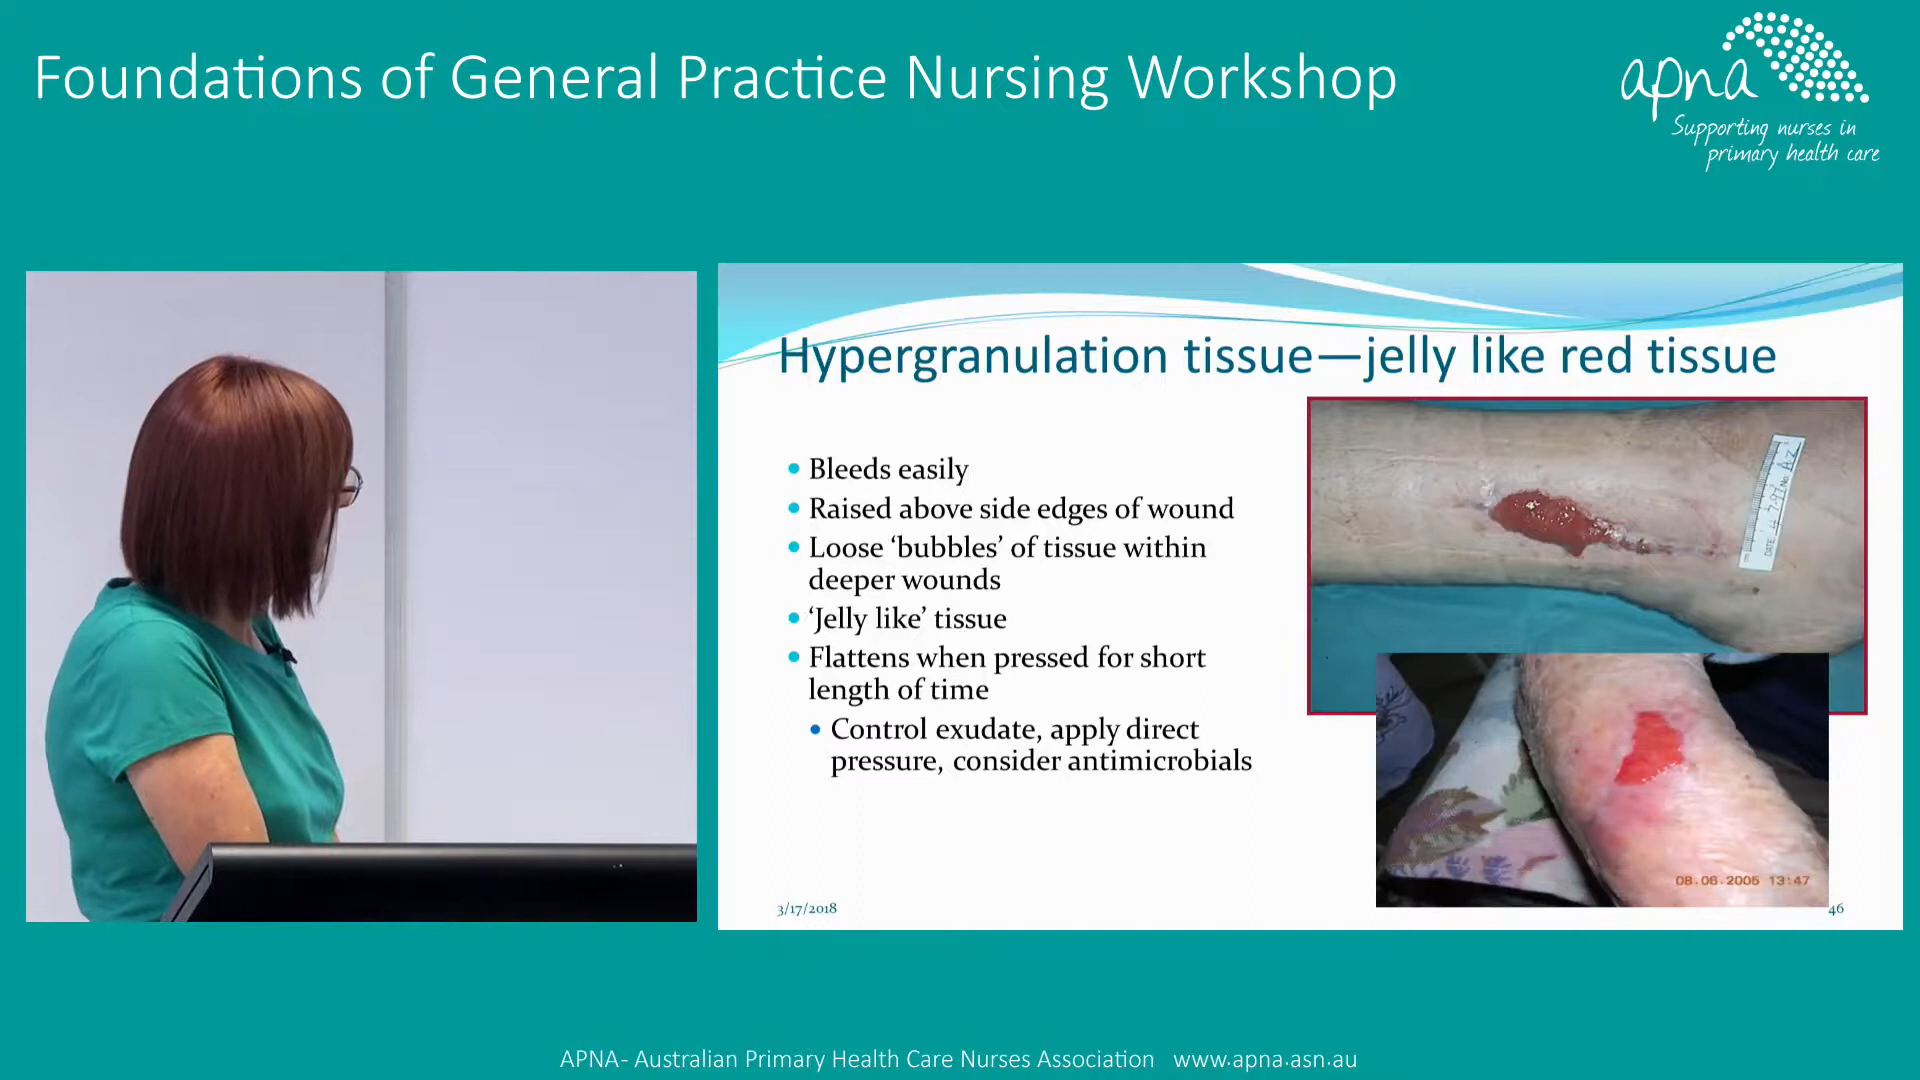 Foundations of General Practice Nursing Workshop
apna
Supporting nurses in
primary health care
Hypergranulation tissue—jelly like red tissue
• Bleeds easily
• Raised above side edges of wound
• Loose ‘bubbles’ of tissue within
deeper wounds
• ‘Jelly like’ tissue
• Flattens when pressed for short
length of time
• Control exudate, apply direct
pressure, consider antimicrobials
DATE
08.06.2005 13:47
3/17/2018
46
APNA- Australian Primary Health Care Nurses Association www.apna.asn.au